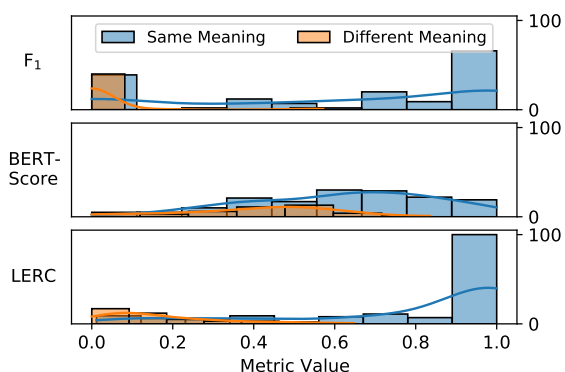 Same Meaning Different Meaning
F1
100
0
BERT-
Score
100
0
LERC
100
0
0.0 0.2 0.4 0.6 0.8 1.0
Metric Value